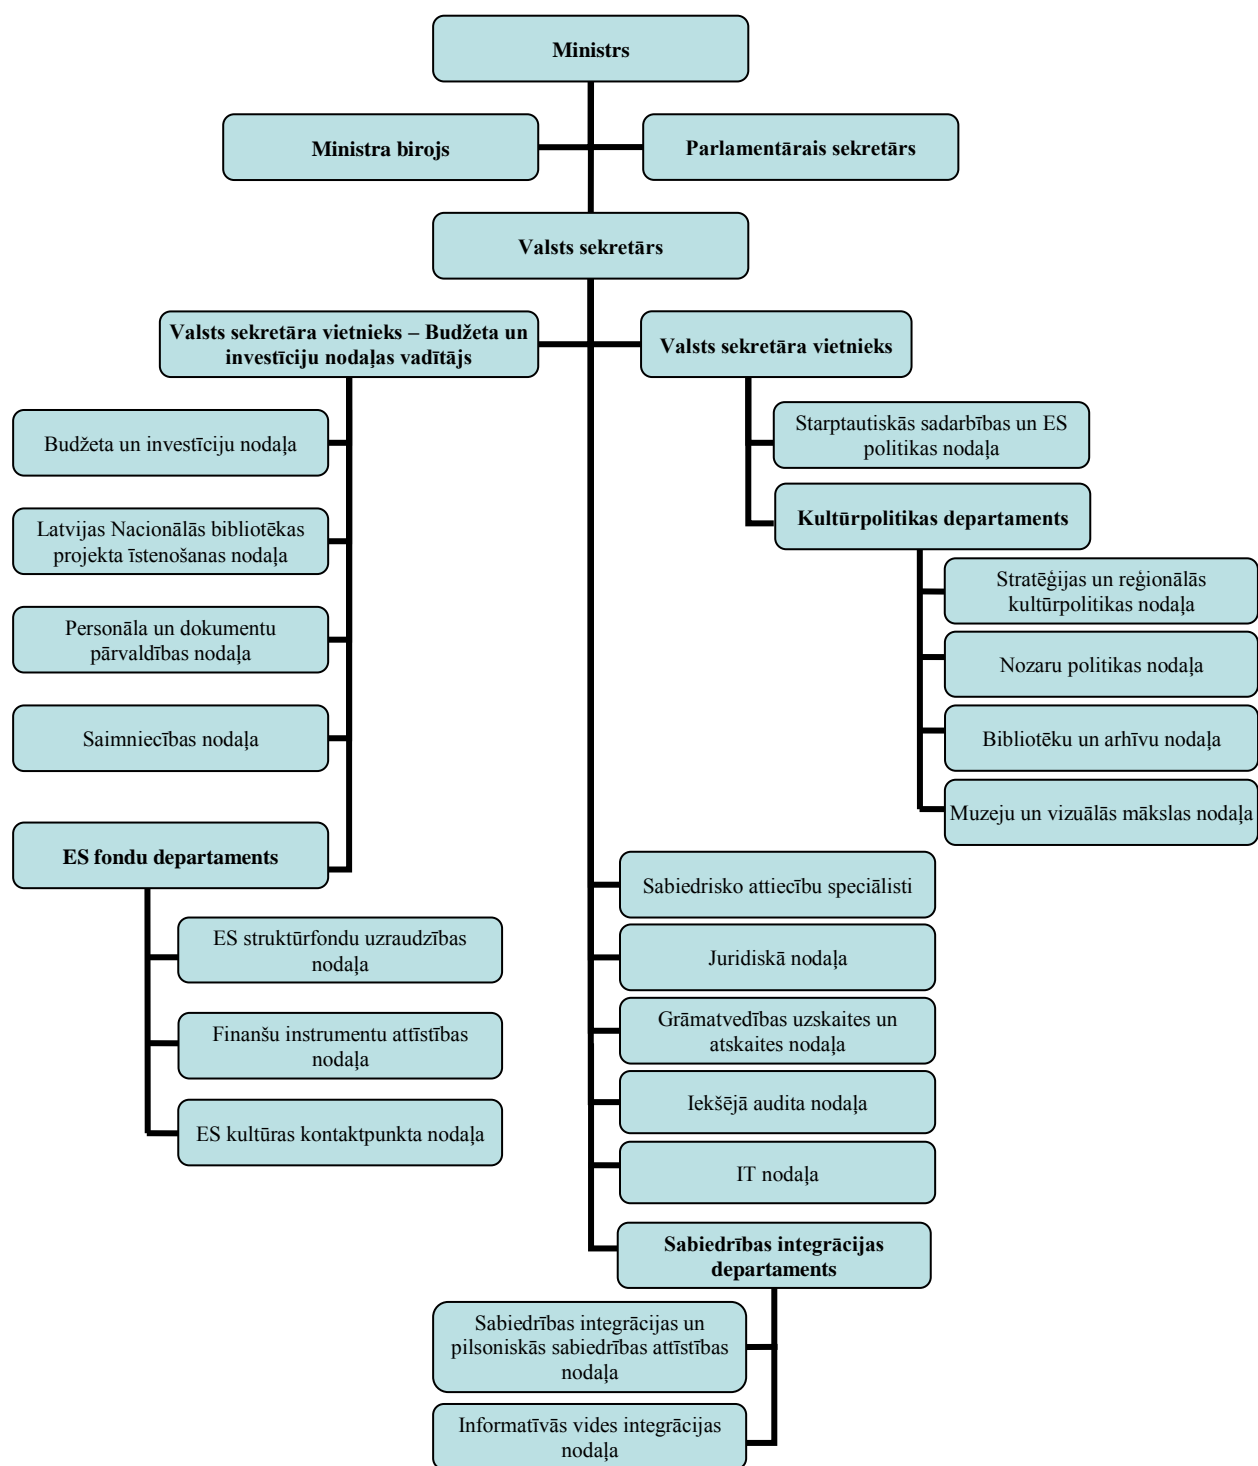 Ministrs
Ministra birojs
Parlamentārais sekretārs
Valsts sekretārs
Valsts sekretāra vietnieks – Budžeta un
investīciju nodaļas vadītājs
Valsts sekretāra vietnieks
Budžeta un investīciju nodaļa
Latvijas Nacionālās bibliotēkas
projekta īstenošanas nodaļa
Personāla un dokumentu
pārvaldības nodaļa
Saimniecības nodaļa
ES fondu departaments
ES struktūrfondu uzraudzības
nodaļa
Finanšu instrumentu attīstības
nodaļa
ES kultūras kontaktpunkta nodaļa
Starptautiskās sadarbības un ES
politikas nodaļa
Kultūrpolitikas departaments
Stratēģijas un reģionālās
kultūrpolitikas nodaļa
Nozaru politikas nodaļa
Bibliotēku un arhīvu nodaļa
Muzeju un vizuālās mākslas nodaļa
Sabiedrisko attiecību speciālisti
Juridiskā nodaļa
Grāmatvedības uzskaites un
atskaites nodaļa
Iekšējā audita nodaļa
IT nodaļa
Sabiedrības integrācijas
departaments
Sabiedrības integrācijas un
pilsoniskās sabiedrības attīstības
nodaļa
Informatīvās vides integrācijas
nodaļa